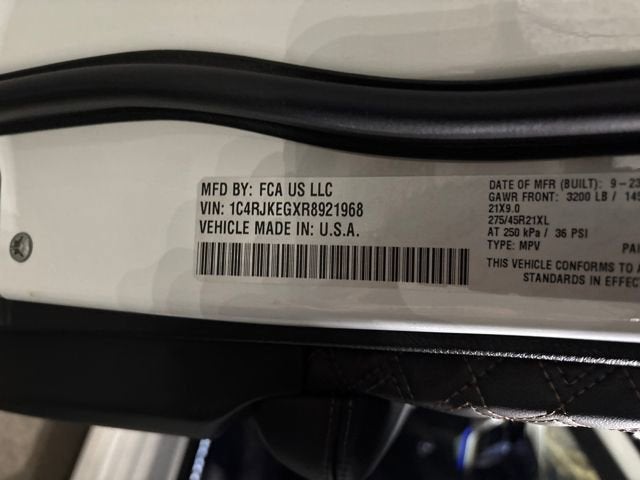 MFD BY: FCA US LLC
VIN: 1C4RJKEGXR8921968
VEHICLE MADE IN: U.S.A.
DATE OF MFR (BUILT): 9-23
GAWR FRONT: 3200 LB / 145
21X9.0
275/45R21XL
AT 250 kPa / 36 PSI
TYPE: MPV
THIS VEHICLE CONFORMS TO
STANDARDS IN EFFECT